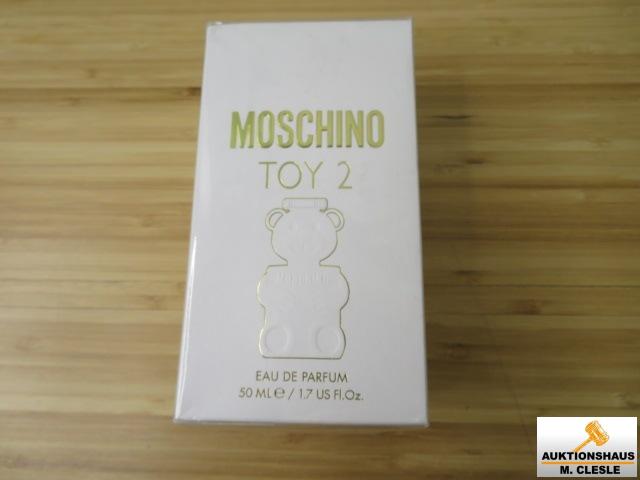 MOSCHINO
TOY 2
EAU DE PARFUM
50 ML ℮ / 1.7 US Fl.Oz.
AUKTIONSHAUS
M. CLESLE